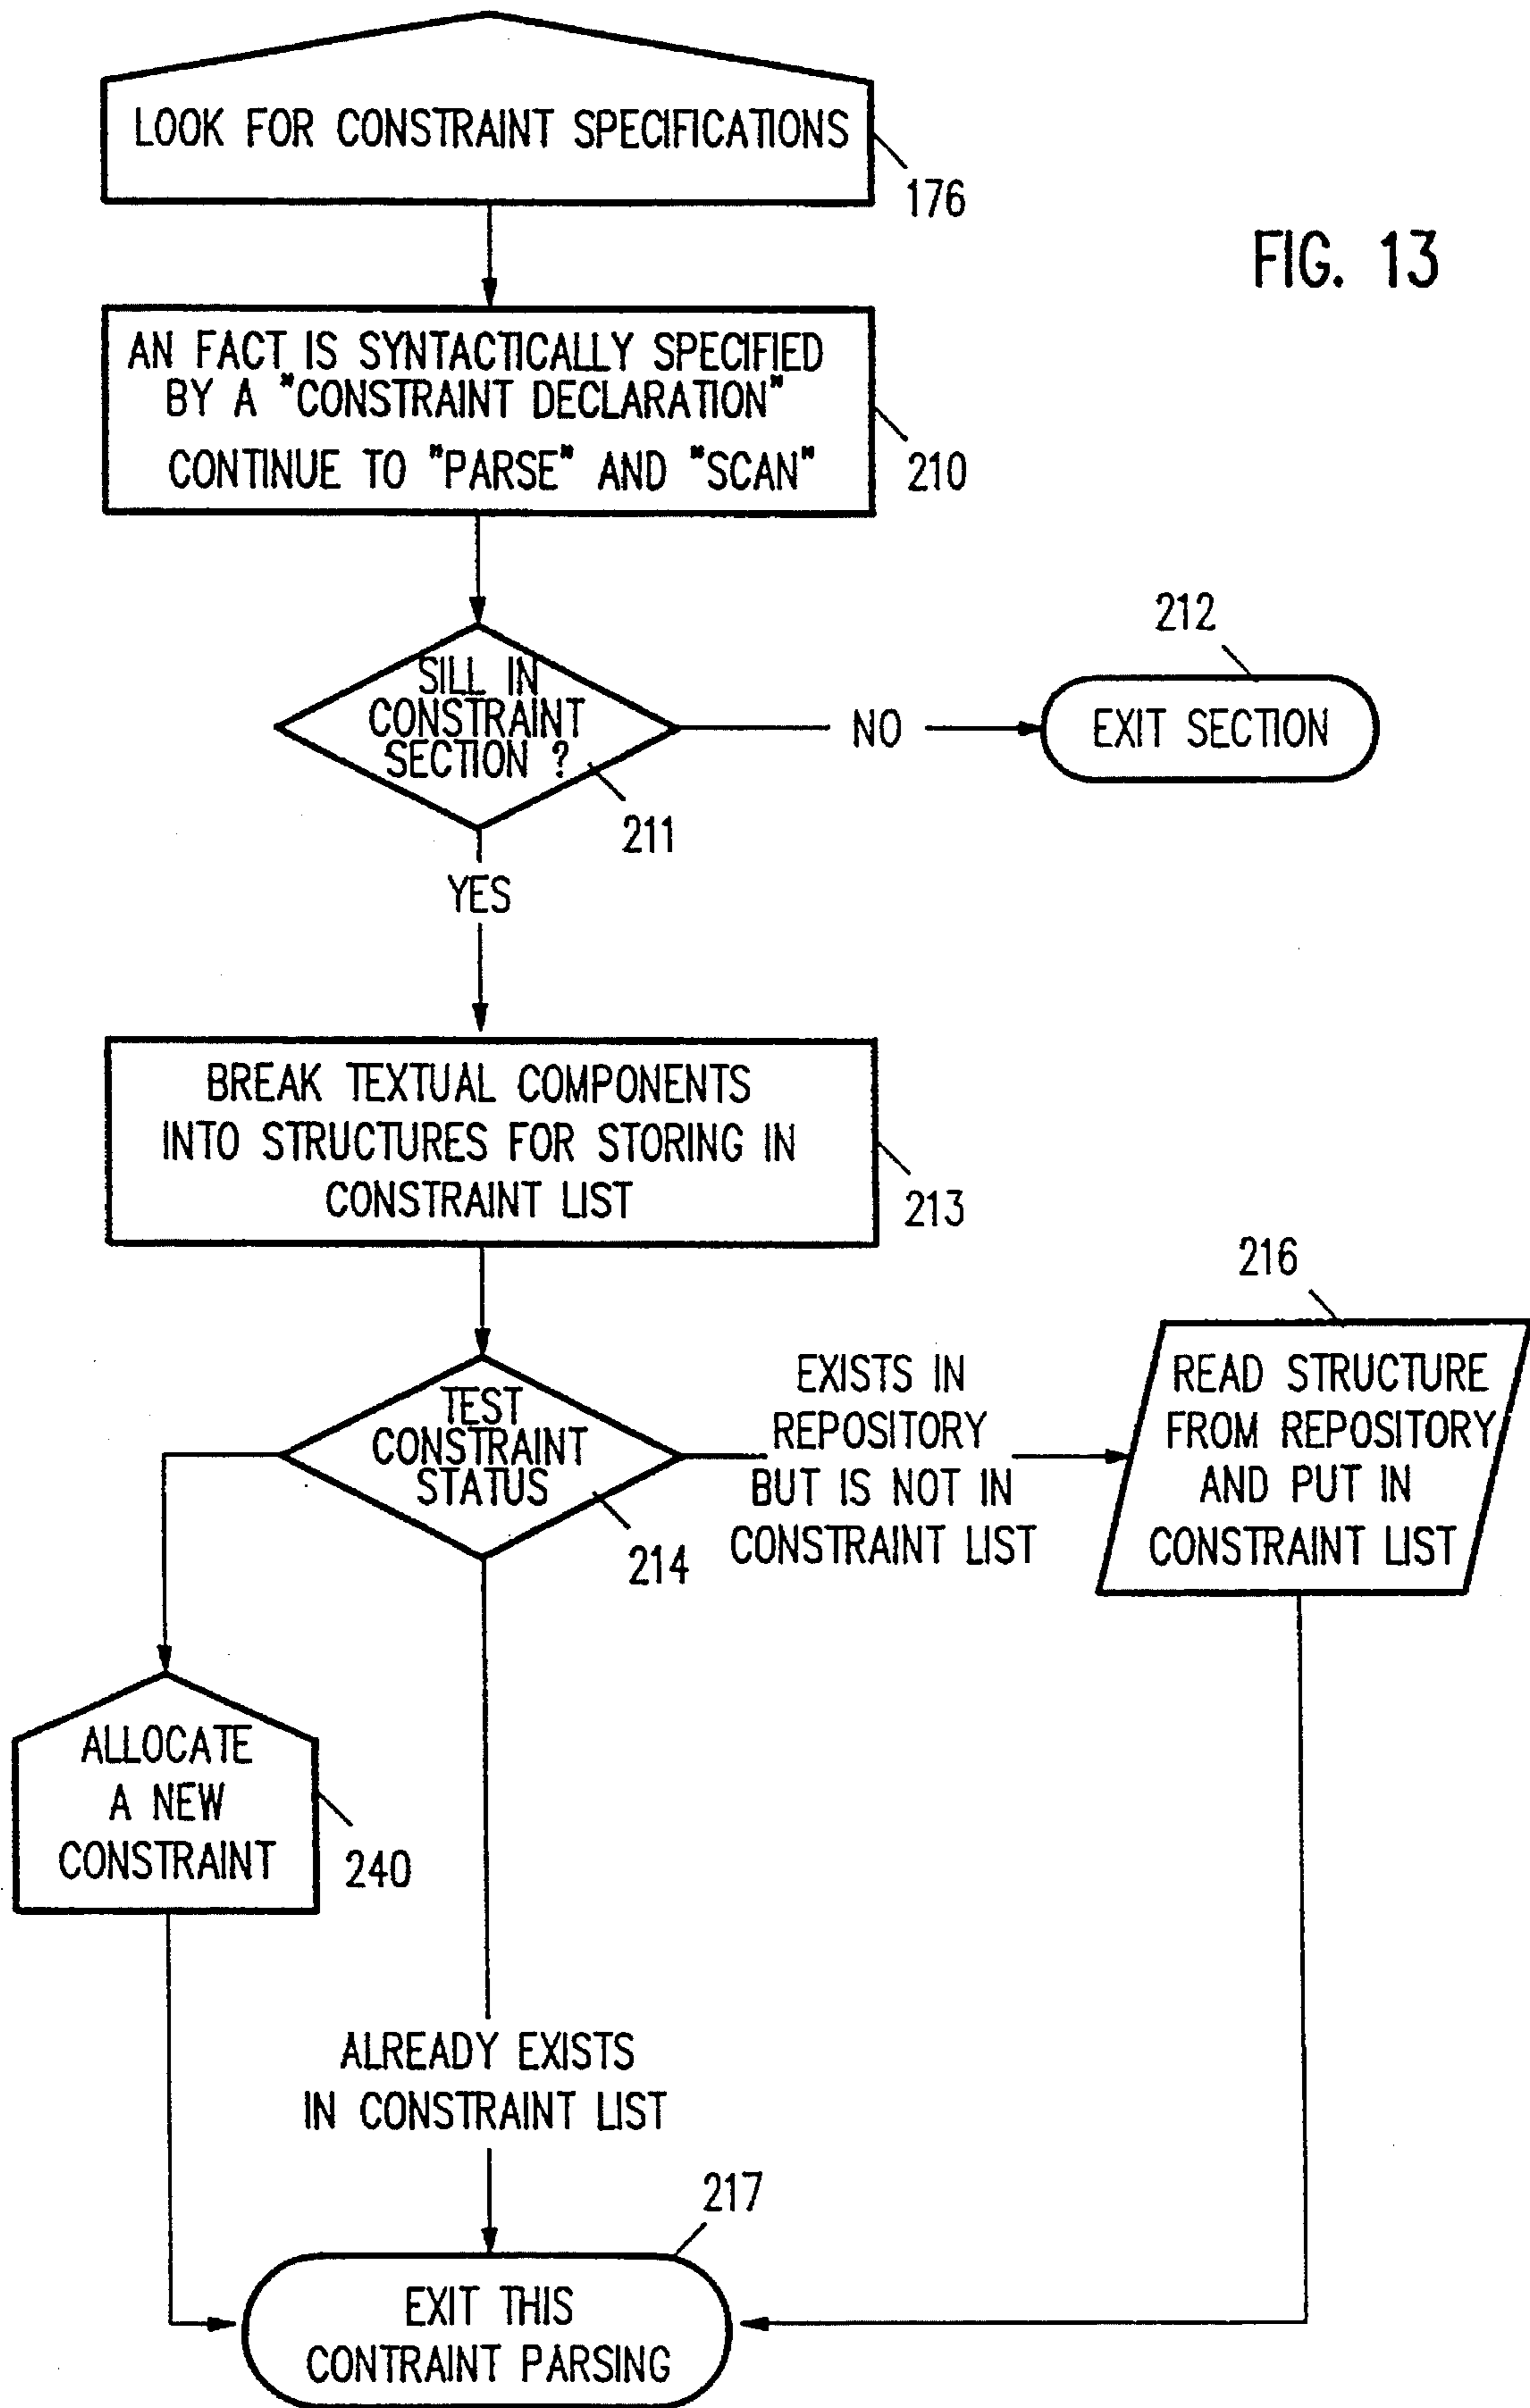 LOOK FOR CONSTRAINT SPECIFICATIONS
176
FIG. 13
AN FACT IS SYNTACTICALLY SPECIFIED
BY A "CONSTRAINT DECLARATION"
CONTINUE TO "PARSE" AND "SCAN"
210
SILL IN
CONSTRAINT
SECTION ?
211
NO
212
EXIT SECTION
YES
BREAK TEXTUAL COMPONENTS
INTO STRUCTURES FOR STORING IN
CONSTRAINT LIST
213
TEST
CONSTRAINT
STATUS
214
EXISTS IN
REPOSITORY
BUT IS NOT IN
CONSTRAINT LIST
216
READ STRUCTURE
FROM REPOSITORY
AND PUT IN
CONSTRAINT LIST
ALLOCATE
A NEW
CONSTRAINT
240
ALREADY EXISTS
IN CONSTRAINT LIST
217
EXIT THIS
CONTRAINT PARSING